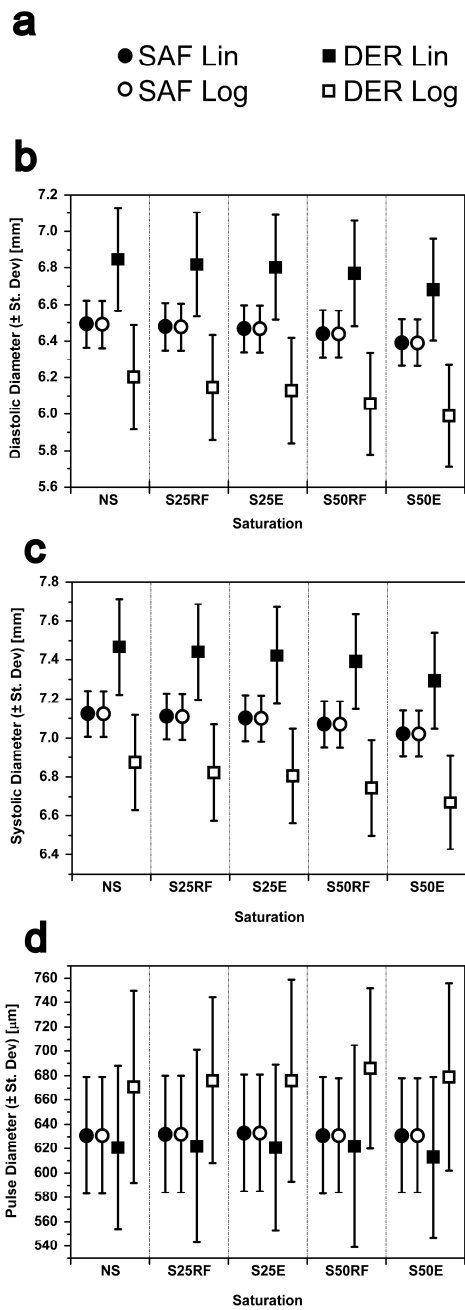 a
SAF Lin
DER Lin
SAF Log
DER Log
b
Diastolic Diameter (± St. Dev) [mm]
7.2
7.0
6.8
6.6
6.4
6.2
6.0
5.8
5.6
NS S25RF S25E S50RF S50E
Saturation
c
Systolic Diameter (± St. Dev) [mm]
7.8
7.6
7.4
7.2
7.0
6.8
6.6
6.4
NS S25RF S25E S50RF S50E
Saturation
d
Pulse Diameter (± St. Dev) [µm]
760
740
720
700
680
660
640
620
600
580
560
540
NS S25RF S25E S50RF S50E
Saturation